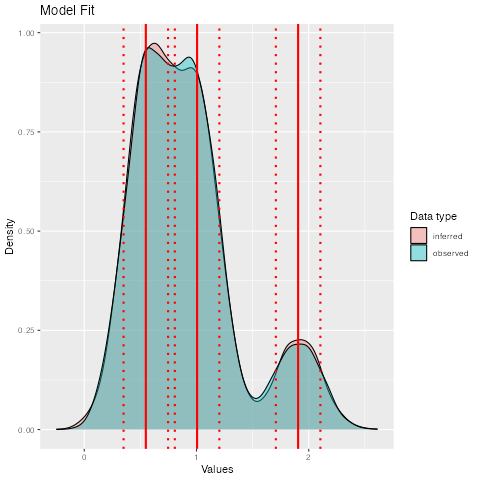 Model Fit
1.00
0.75
0.50
0.25
0.00
Density
0
1
2
Values
Data type
inferred
observed